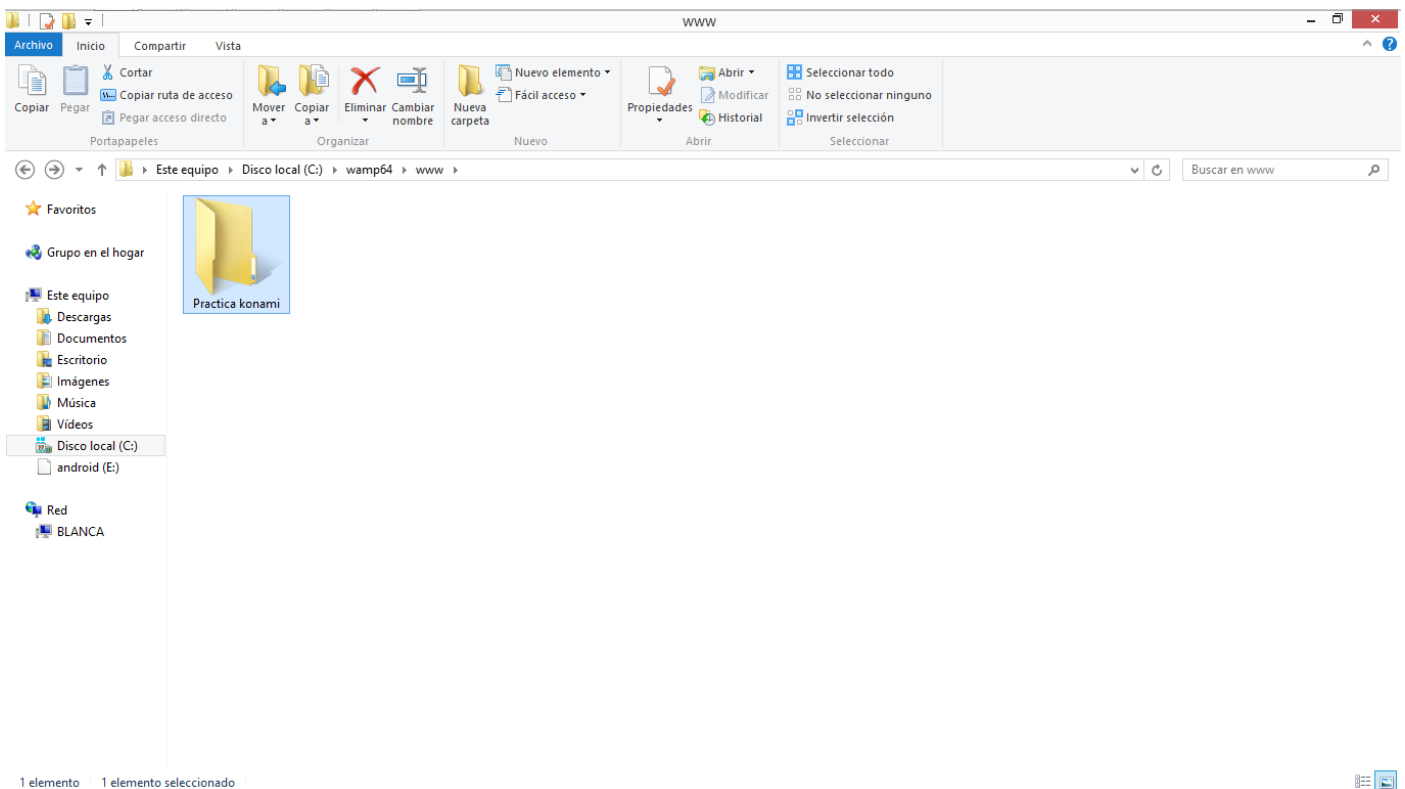 www
Archivo Inicio Compartir Vista
Copiar
Pegar
Cortar
Copiar ruta de acceso
Pegar acceso directo
Portapapeles
Mover a
Copiar a
Eliminar
Cambiar nombre
Organizar
Nueva carpeta
Nuevo elemento
Fácil acceso
Nuevo
Propiedades
Abrir
Modificar
Historial
Abrir
Seleccionar todo
No seleccionar ninguno
Invertir selección
Seleccionar
Este equipo Disco local (C:) wamp64 www
Buscar en www
Favoritos
Grupo en el hogar
Este equipo
Descargas
Documentos
Escritorio
Imágenes
Música
Vídeos
Disco local (C:)
android (E:)
Red
BLANCA
Practica konami
1 elemento 1 elemento seleccionado